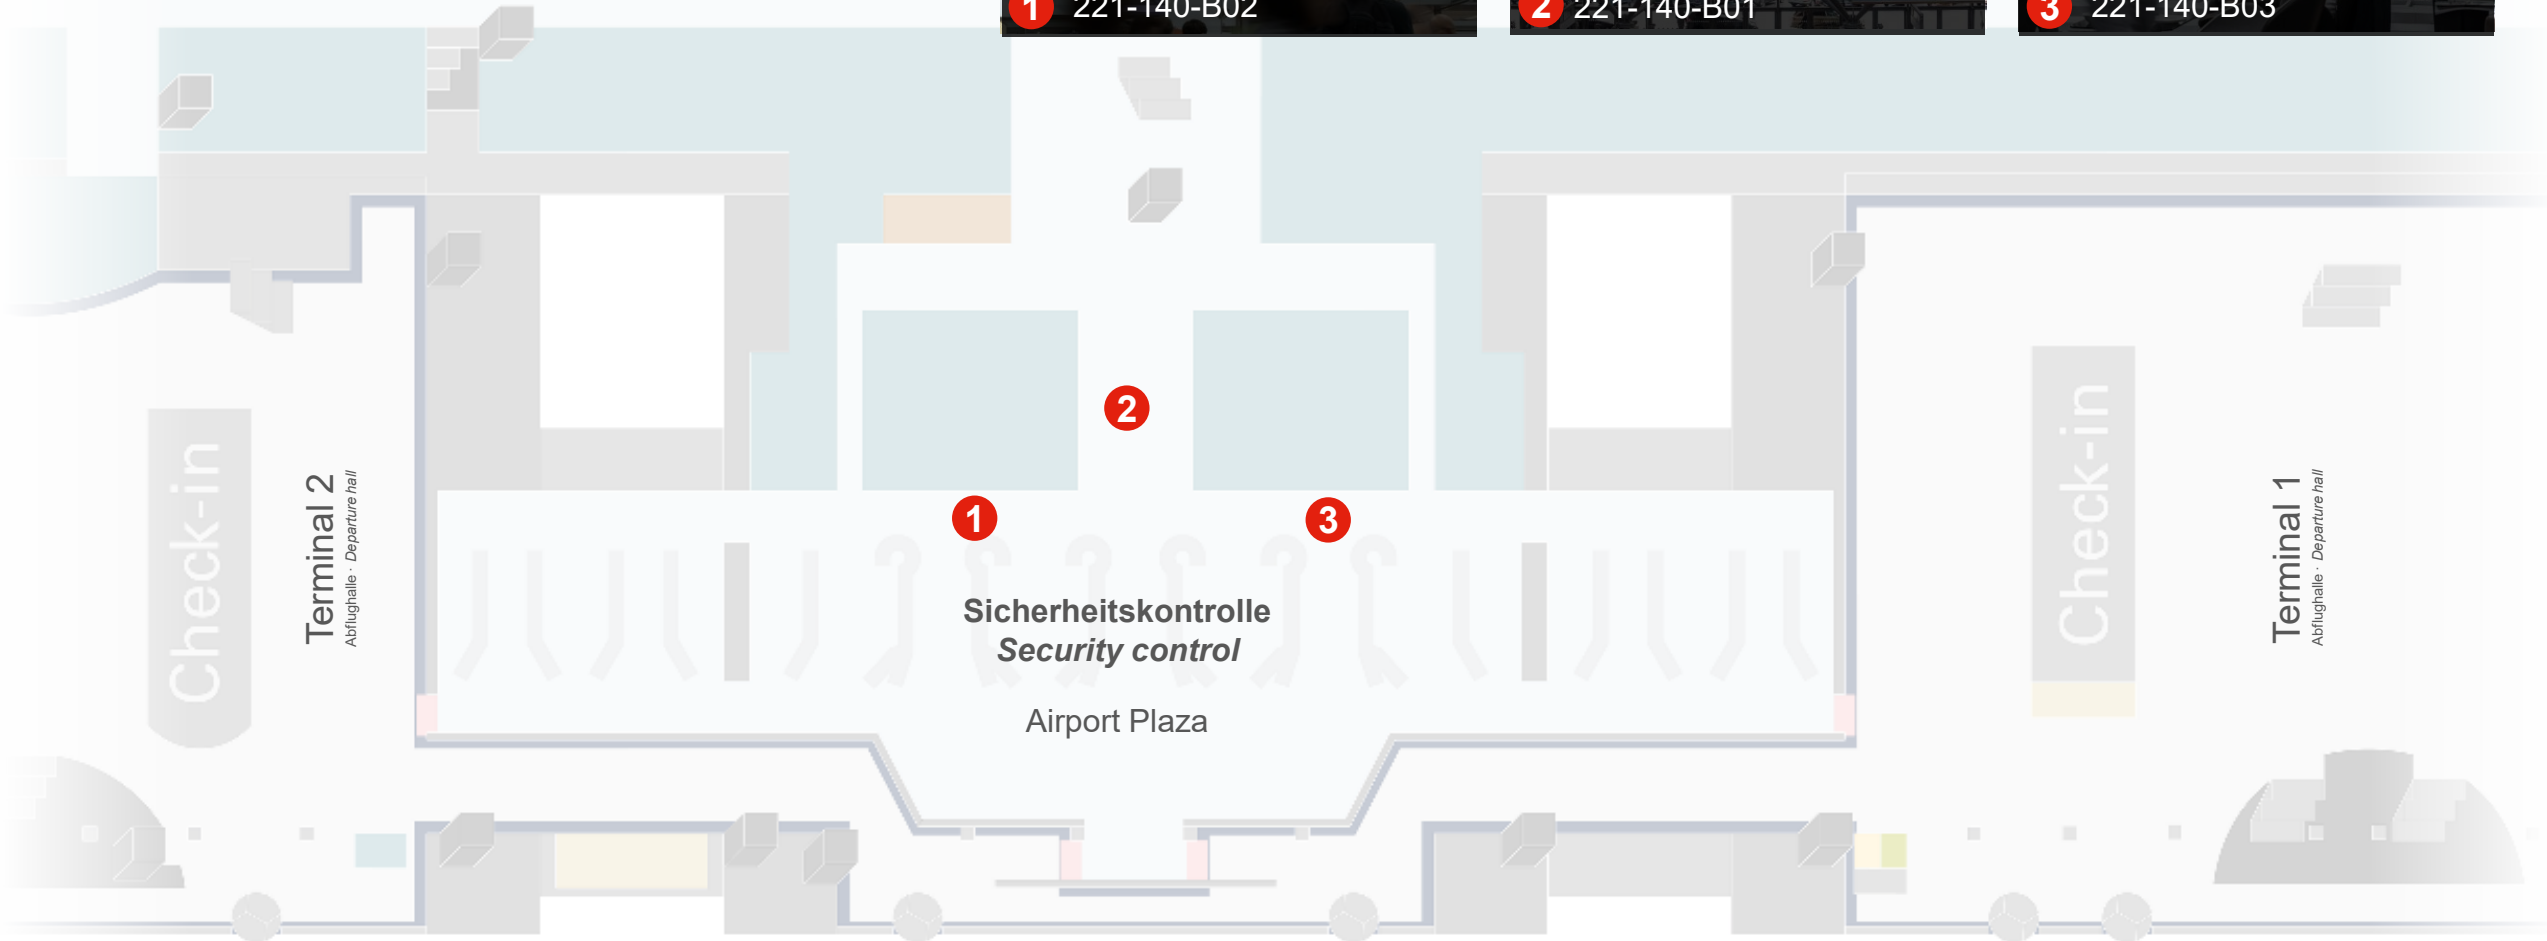 1 221-140-B02
2 221-140-B01
3 221-140-B03
2
1
3
Check-in
Terminal 2
Abflughalle · Departure hall
Sicherheitskontrolle
Security control
Airport Plaza
Check-in
Terminal 1
Abflughalle · Departure hall